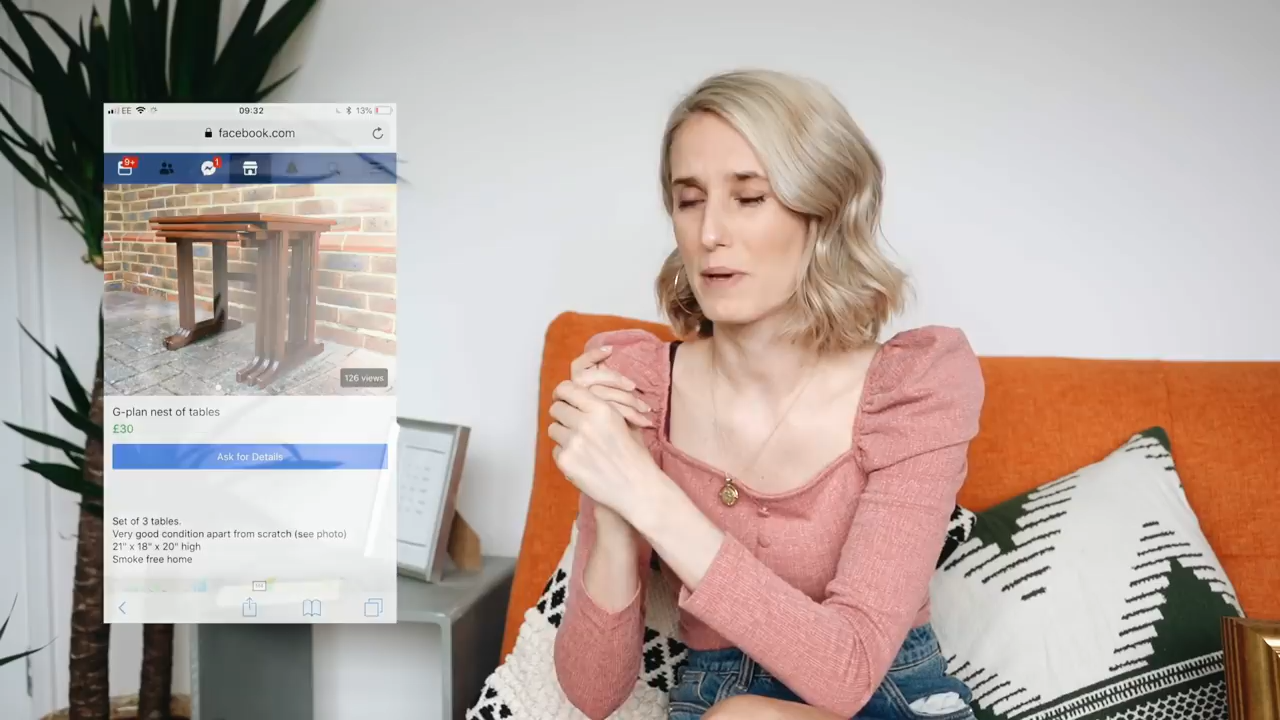 EE 09:32 13%
facebook.com
9+ 1
126 views
G-plan nest of tables
£30
Ask for Details
Set of 3 tables.
Very good condition apart from scratch (see photo)
21" x 18" x 20" high
Smoke free home